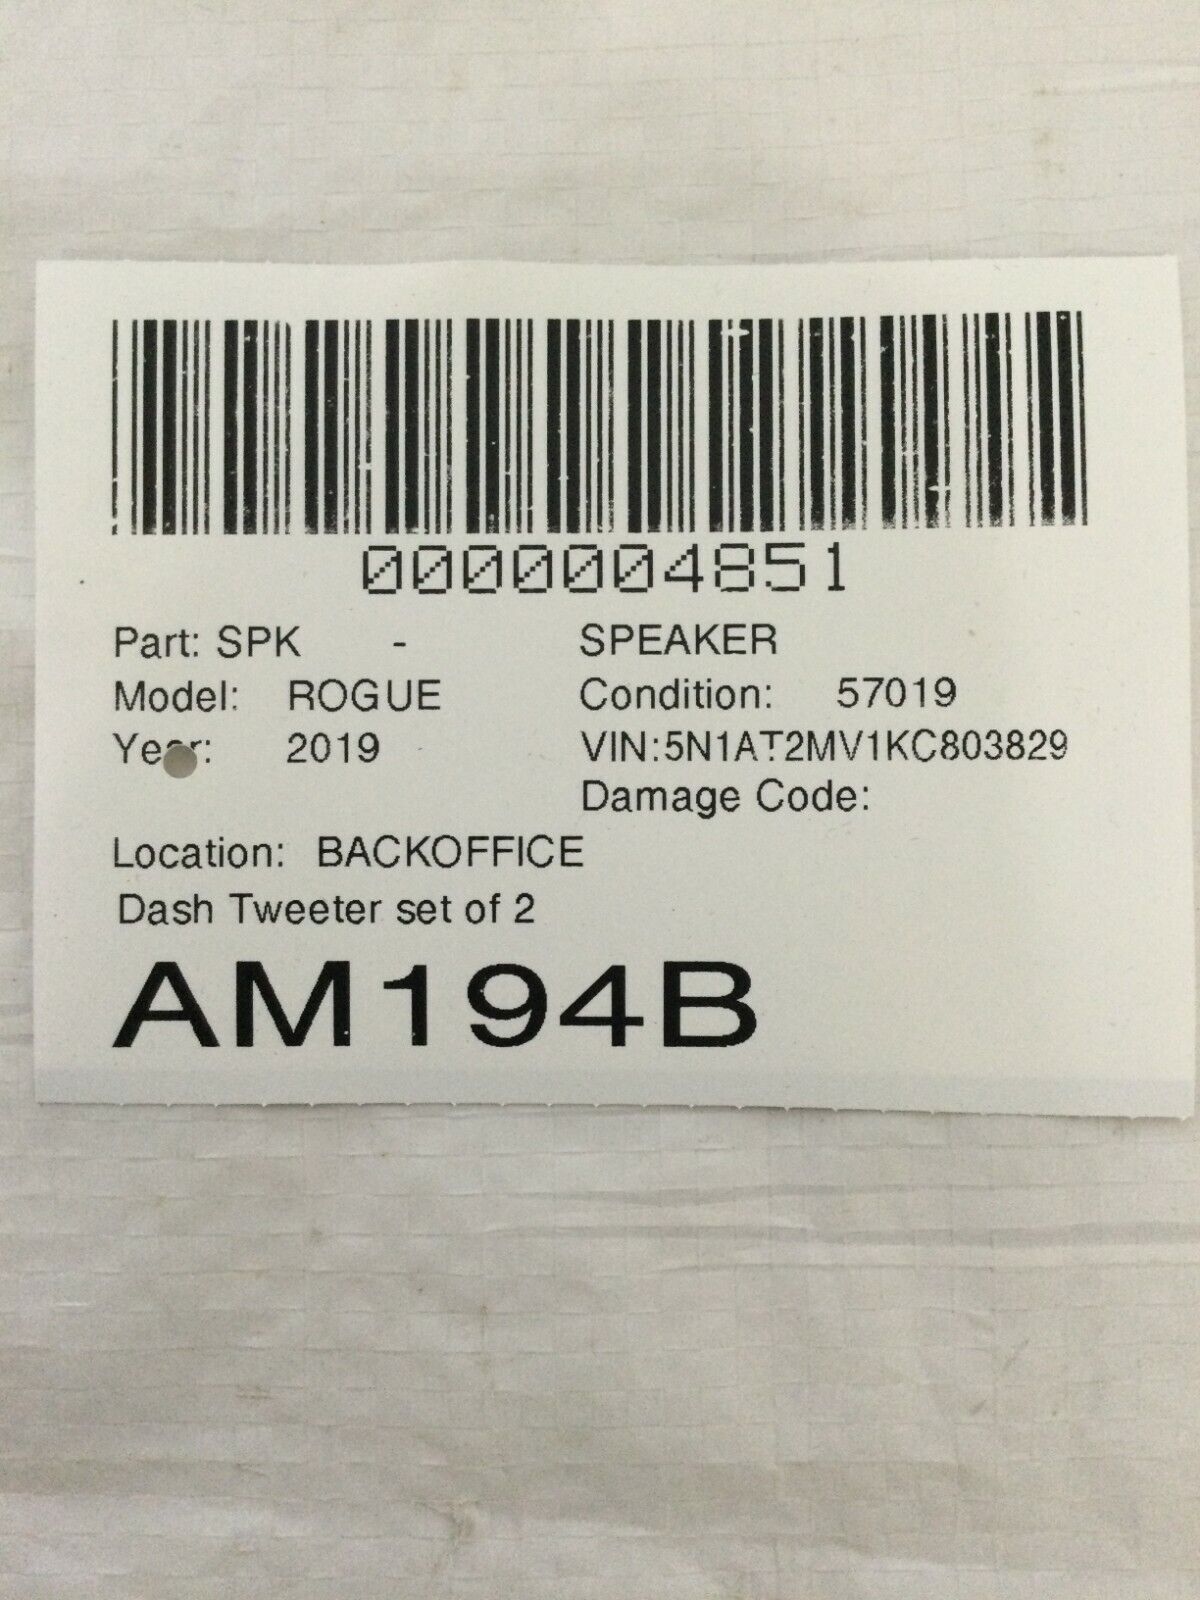 0000004851
Part: SPK - SPEAKER
Model: ROGUE Condition: 57019
Year: 2019 VIN:5N1AT2MV1KC803829
Damage Code:
Location: BACKOFFICE
Dash Tweeter set of 2
AM194B